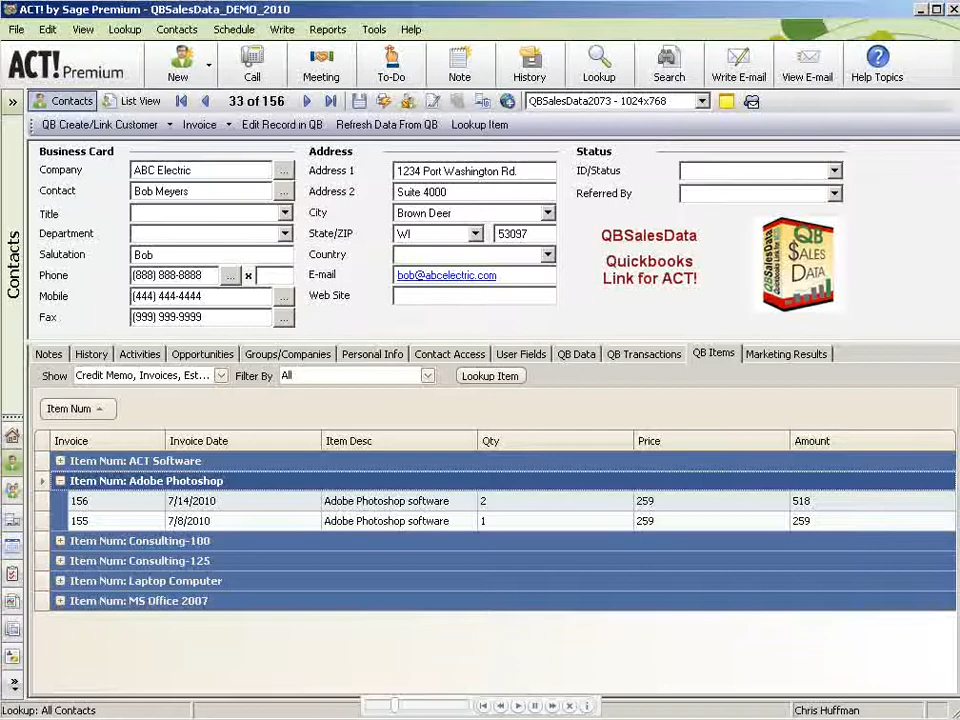 ACT! by Sage Premium - QBSalesData_DEMO_2010
File Edit View Lookup Contacts Schedule Write Reports Tools Help
ACT! Premium New Call Meeting To-Do Note History Lookup Search Write E-mail View E-mail Help Topics
Contacts List View 33 of 156 QBSalesData2073 - 1024x768
QB Create/Link Customer Invoice Edit Record in QB Refresh Data From QB Lookup Item
Business Card Address Status
Company ABC Electric ... Address 1 1234 Port Washington Rd. ID/Status
Contact Bob Meyers ... Address 2 Suite 4000 Referred By
Title City Brown Deer
Department State/ZIP WI 53097
Salutation Bob Country
Phone (888) 888-8888 ... x E-mail bob@abcelectric.com
Mobile (444) 444-4444 ... Web Site
Fax (999) 999-9999 ...
QBSalesData
Quickbooks
Link for ACT!
QBSalesData
QB
$ALES
DATA
Contacts
Notes History Activities Opportunities Groups/Companies Personal Info Contact Access User Fields QB Data QB Transactions QB Items Marketing Results
Show Credit Memo, Invoices, Est... Filter By All Lookup Item
Item Num
Invoice Invoice Date Item Desc Qty Price Amount
Item Num: ACT Software
Item Num: Adobe Photoshop
156 7/14/2010 Adobe Photoshop software 2 259 518
155 7/8/2010 Adobe Photoshop software 1 259 259
Item Num: Consulting-100
Item Num: Consulting-125
Item Num: Laptop Computer
Item Num: MS Office 2007
Lookup: All Contacts Chris Huffman